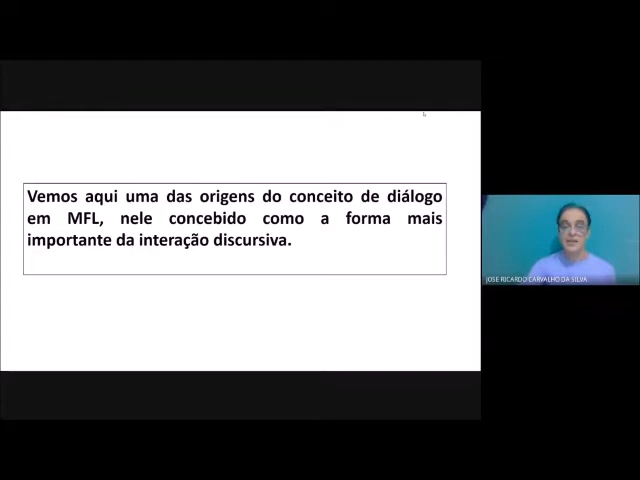 Vemos aqui uma das origens do conceito de diálogo
em MFL, nele concebido como a forma mais
importante da interação discursiva.
JOSE RICARDO CARVALHO DA SILVA